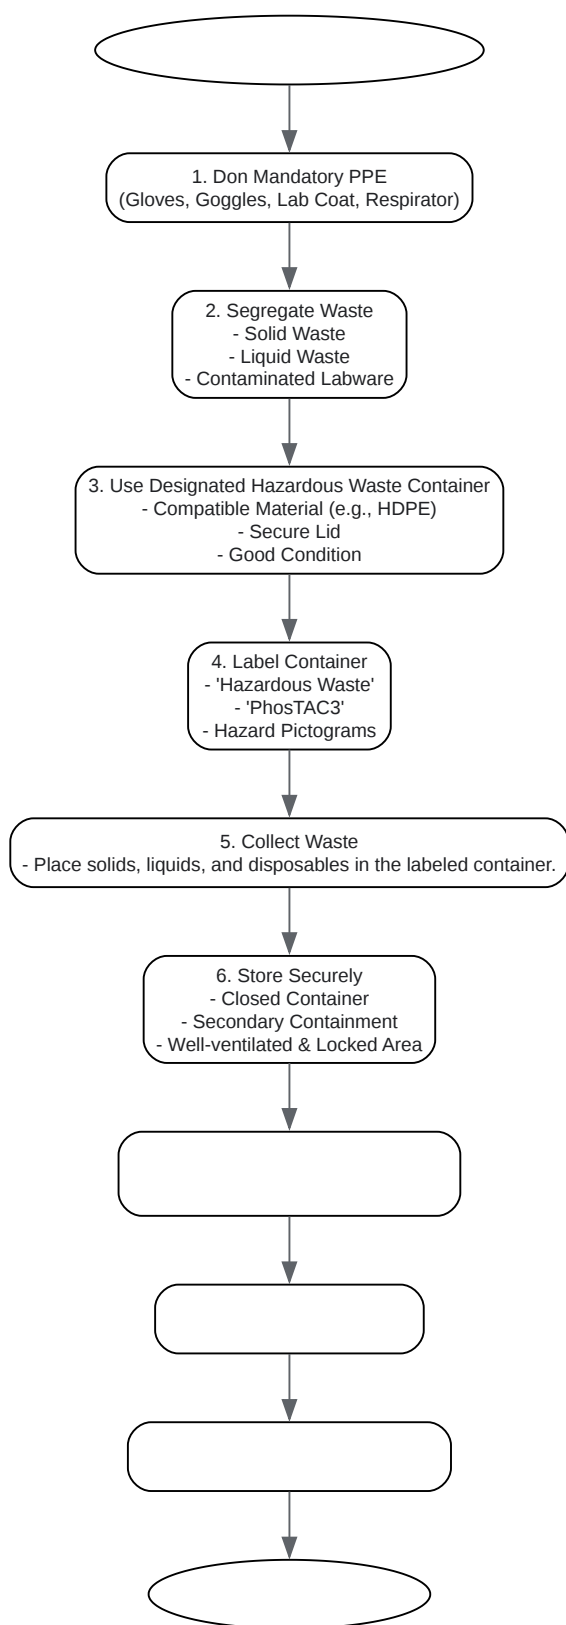 1. Don Mandatory PPE
(Gloves, Goggles, Lab Coat, Respirator)
2. Segregate Waste
- Solid Waste
- Liquid Waste
- Contaminated Labware
3. Use Designated Hazardous Waste Container
- Compatible Material (e.g., HDPE)
- Secure Lid
- Good Condition
4. Label Container
- 'Hazardous Waste'
- 'PhosTAC3'
- Hazard Pictograms
5. Collect Waste
- Place solids, liquids, and disposables in the labeled container.
6. Store Securely
- Closed Container
- Secondary Containment
- Well-ventilated & Locked Area